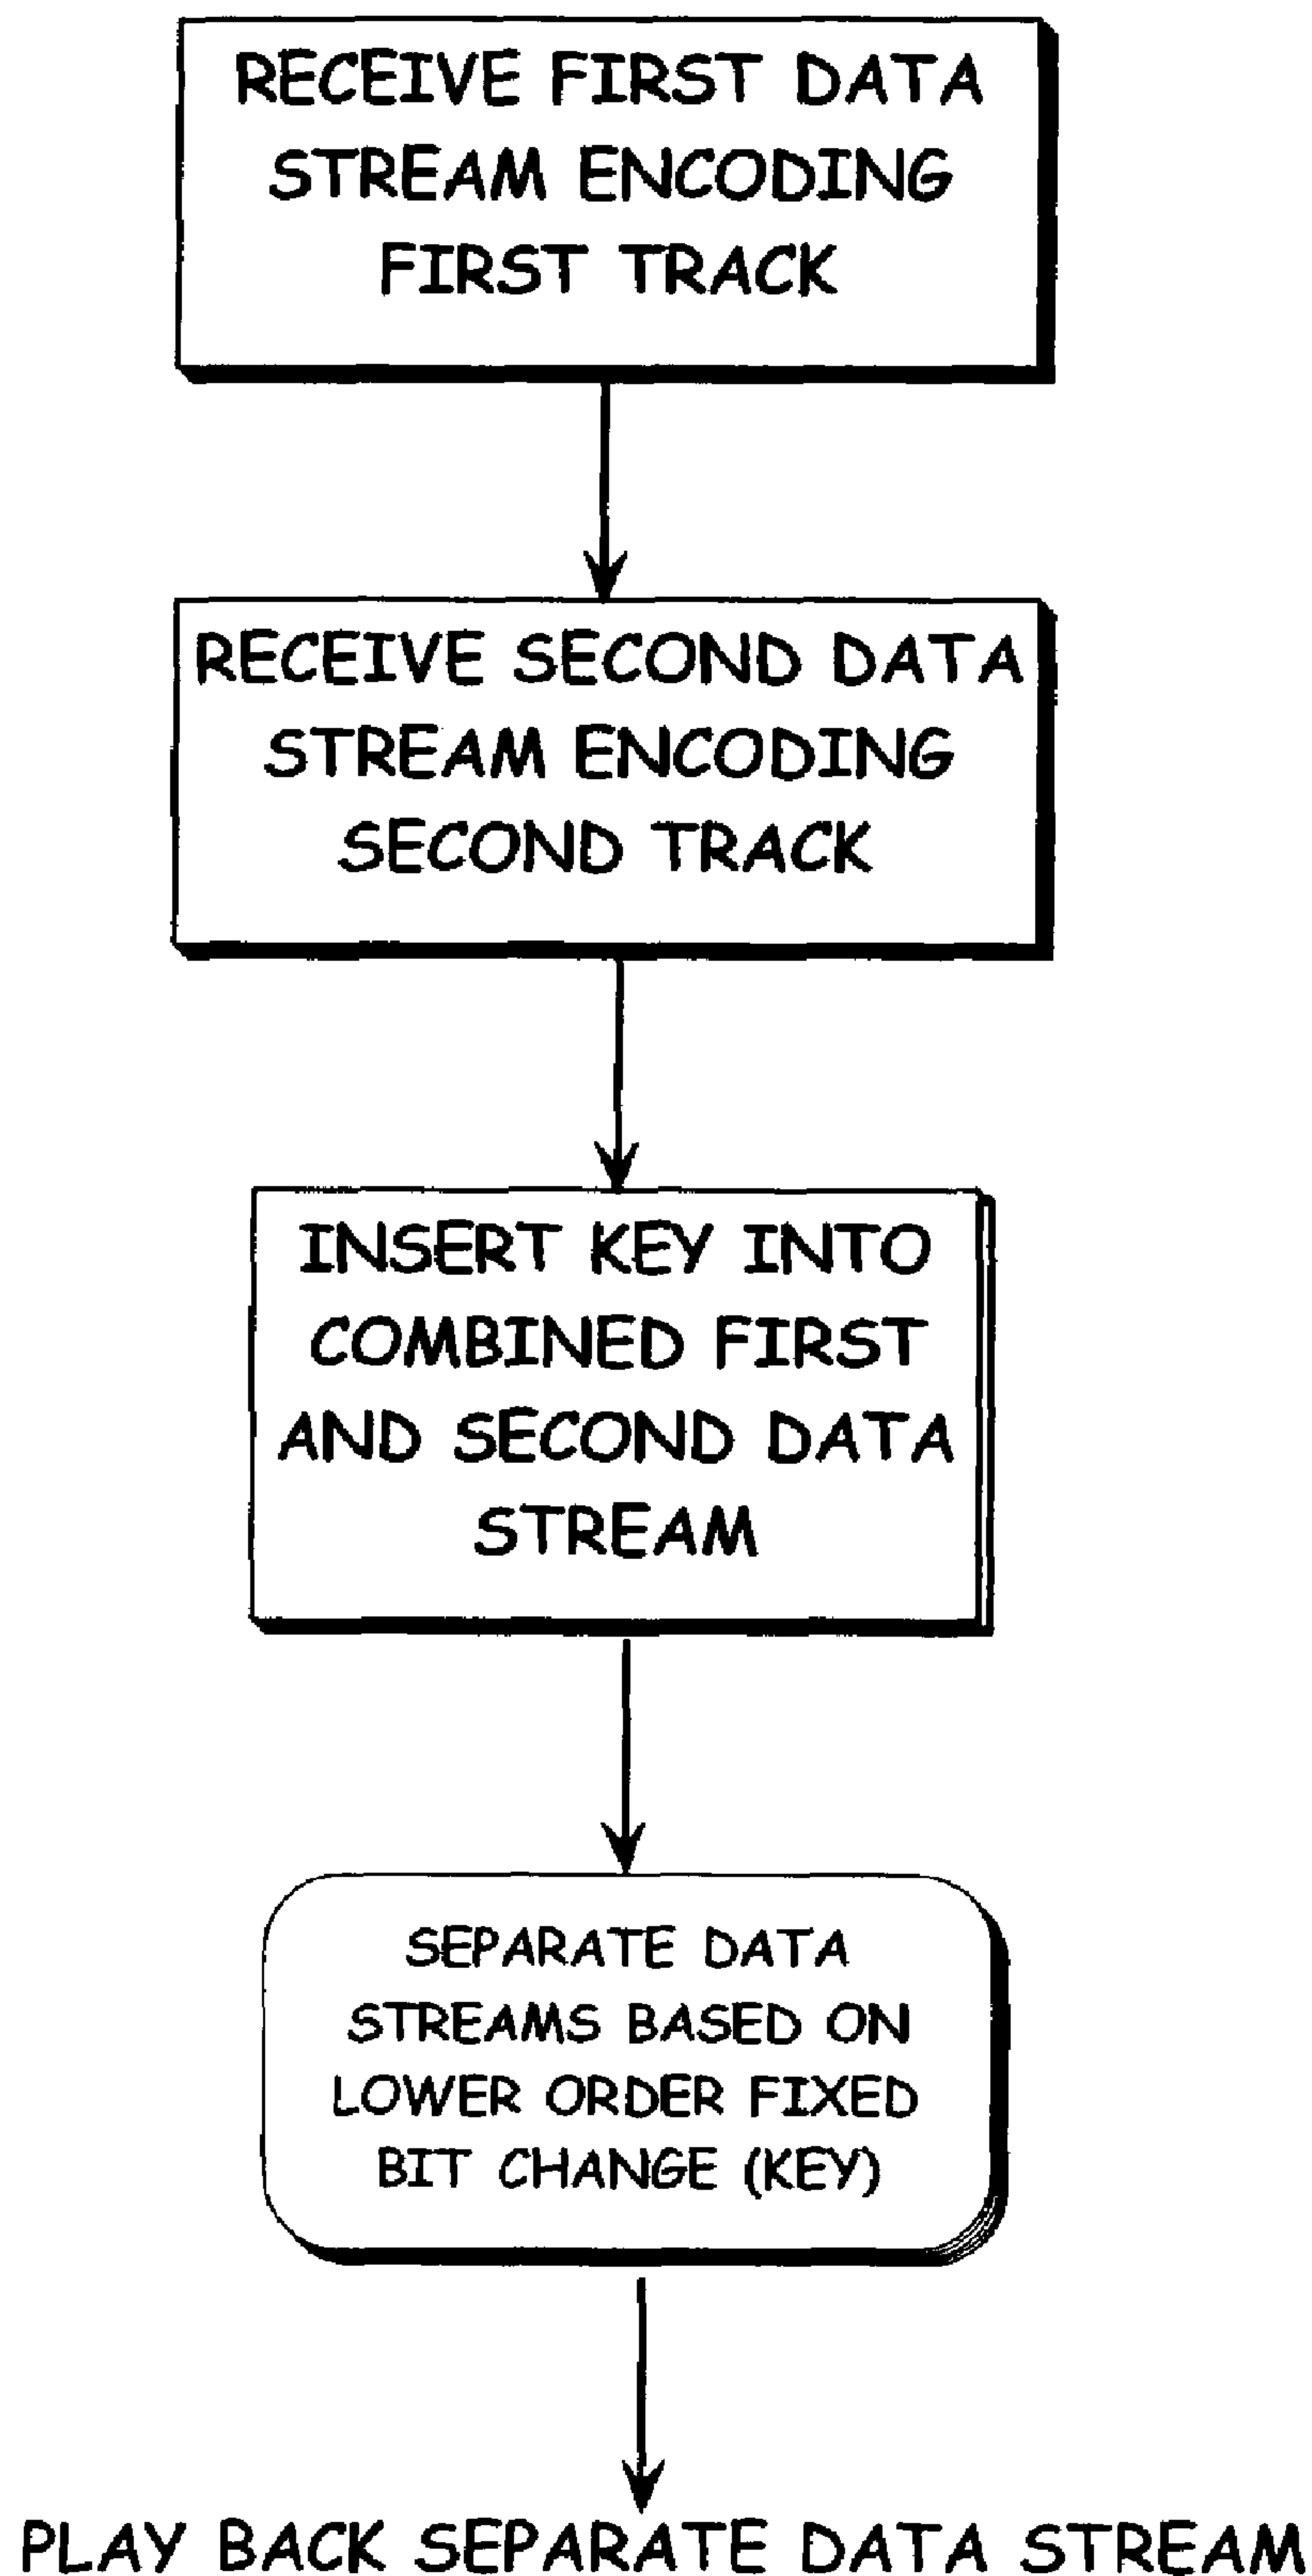 RECEIVE FIRST DATA
STREAM ENCODING
FIRST TRACK
RECEIVE SECOND DATA
STREAM ENCODING
SECOND TRACK
INSERT KEY INTO
COMBINED FIRST
AND SECOND DATA
STREAM
SEPARATE DATA
STREAMS BASED ON
LOWER ORDER FIXED
BIT CHANGE (KEY)
PLAY BACK SEPARATE DATA STREAM